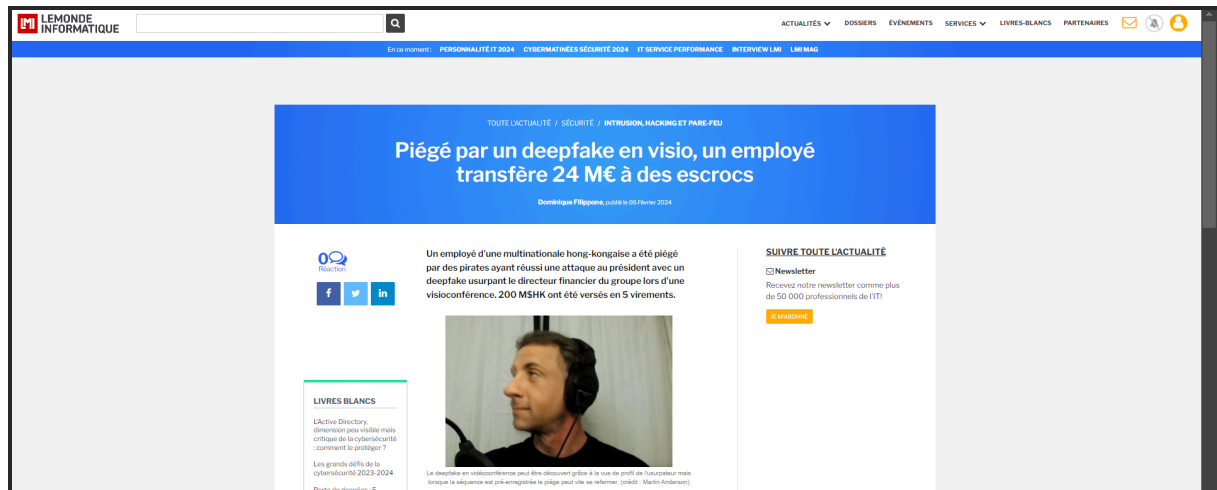 LMI LEMONDE
INFORMATIQUE
ACTUALITÉS DOSSIERS ÉVÉNEMENTS SERVICES LIVRES-BLANCS PARTENAIRES
En ce moment : PERSONNALITÉ IT 2024 CYBERMATINÉES SÉCURITÉ 2024 IT SERVICE PERFORMANCE INTERVIEW LMI LMI MAG
TOUTE L'ACTUALITÉ / SÉCURITÉ / INTRUSION, HACKING ET PARE-FEU
Piégé par un deepfake en visio, un employé
transfère 24 M€ à des escrocs
Dominique Filippone, publié le 05 Février 2024
0
Réaction
f in
Un employé d'une multinationale hong-kongaise a été piégé
par des pirates ayant réussi une attaque au président avec un
deepfake usurpant le directeur financier du groupe lors d'une
visioconférence. 200 M$HK ont été versés en 5 virements.
Le deepfake en vidéoconférence peut être découvert grâce à la vue de profil de l'usurpateur mais
lorsque la séquence est pré-enregistrée le piège peut vite se refermer. (crédit : Martin Anderson)
SUIVRE TOUTE L'ACTUALITÉ
Newsletter
Recevez notre newsletter comme plus
de 50 000 professionnels de l'IT!
JE M'ABONNE
LIVRES BLANCS
L'Active Directory,
dimension peu visible mais
critique de la cybersécurité
: comment le protéger ?
Les grands défis de la
cybersécurité 2023-2024